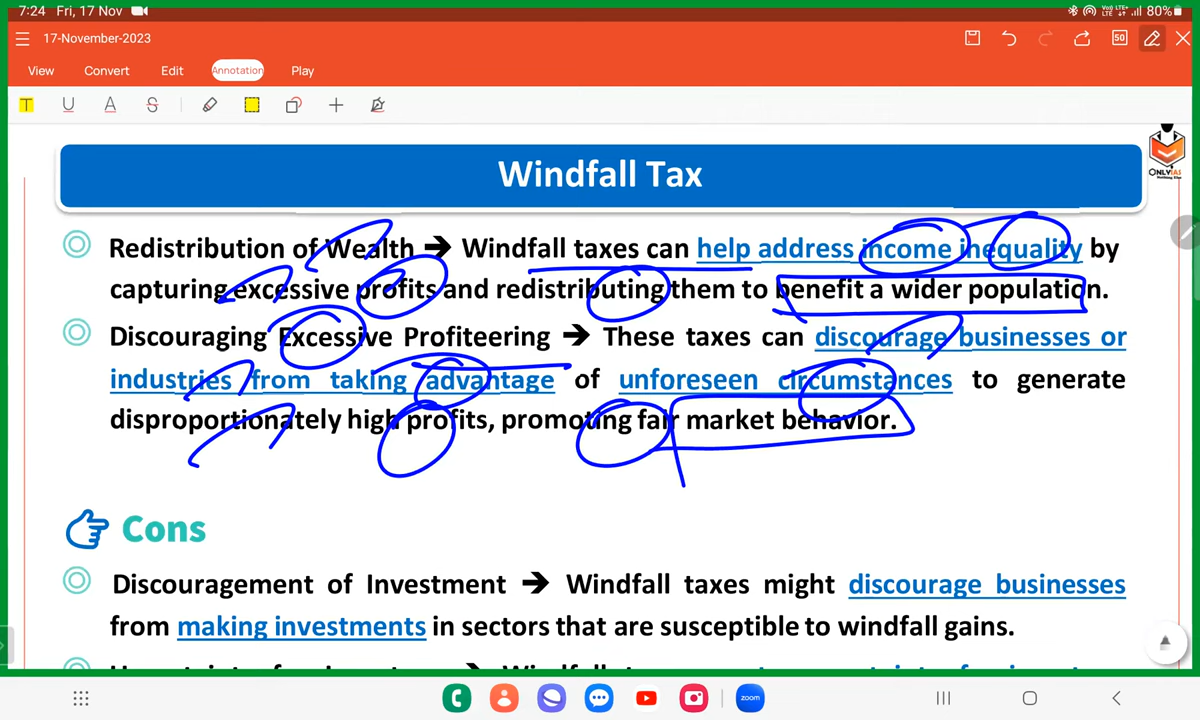 7:24 Fri, 17 Nov 80%
17-November-2023
50
View Convert Edit Annotation Play
T U A S
Windfall Tax
ONLYIAS
Redistribution of Wealth → Windfall taxes can help address income inequality by
capturing excessive profits and redistributing them to benefit a wider population.
Discouraging Excessive Profiteering → These taxes can discourage businesses or
industries from taking advantage of unforeseen circumstances to generate
disproportionately high profits, promoting fair market behavior.
Cons
Discouragement of Investment → Windfall taxes might discourage businesses
from making investments in sectors that are susceptible to windfall gains.
zoom